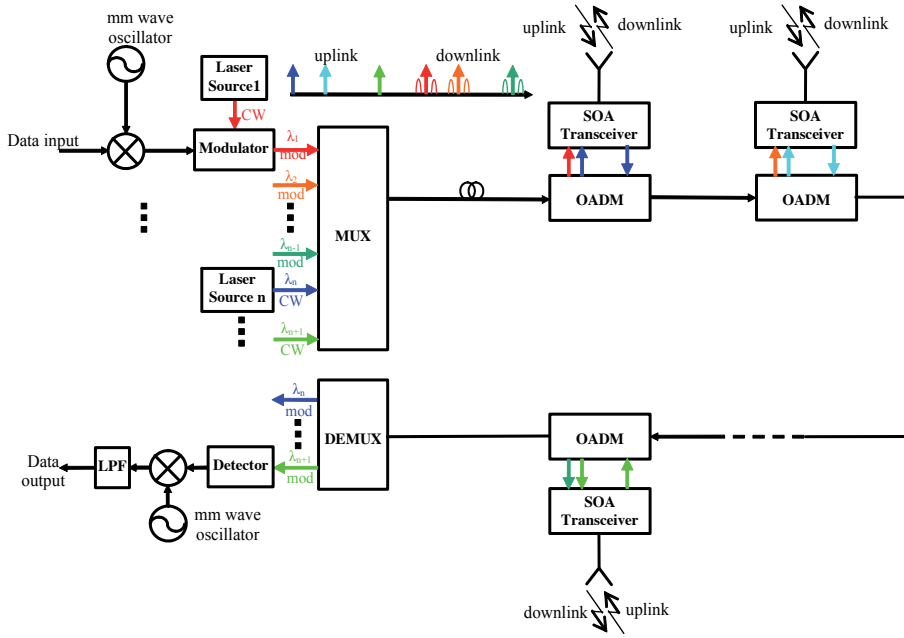 mm wave
oscillator
Laser
Source1
uplink
downlink
uplink
downlink
uplink
downlink
CW
SOA
Transceiver
SOA
Transceiver
Data input
Modulator
λ1
mod
λ2
mod
OADM
OADM
MUX
λn-1
mod
Laser
Source n
λn
CW
λn+1
CW
λn
mod
DEMUX
OADM
λn+1
mod
Data
output
LPF
Detector
SOA
Transceiver
mm wave
oscillator
downlink
uplink